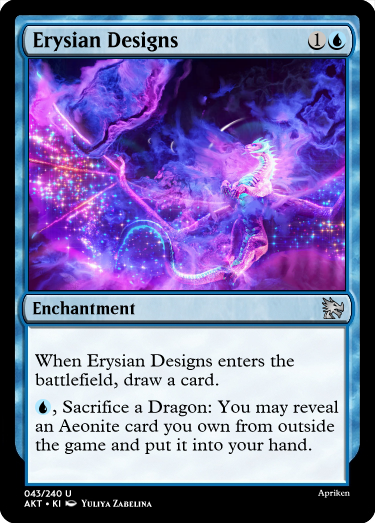 Erysian Designs 1
Enchantment
When Erysian Designs enters the
battlefield, draw a card.
, Sacrifice a Dragon: You may reveal
an Aeonite card you own from outside
the game and put it into your hand.
043/240 U
Apriken
AKT • KI Yuliya Zabelina